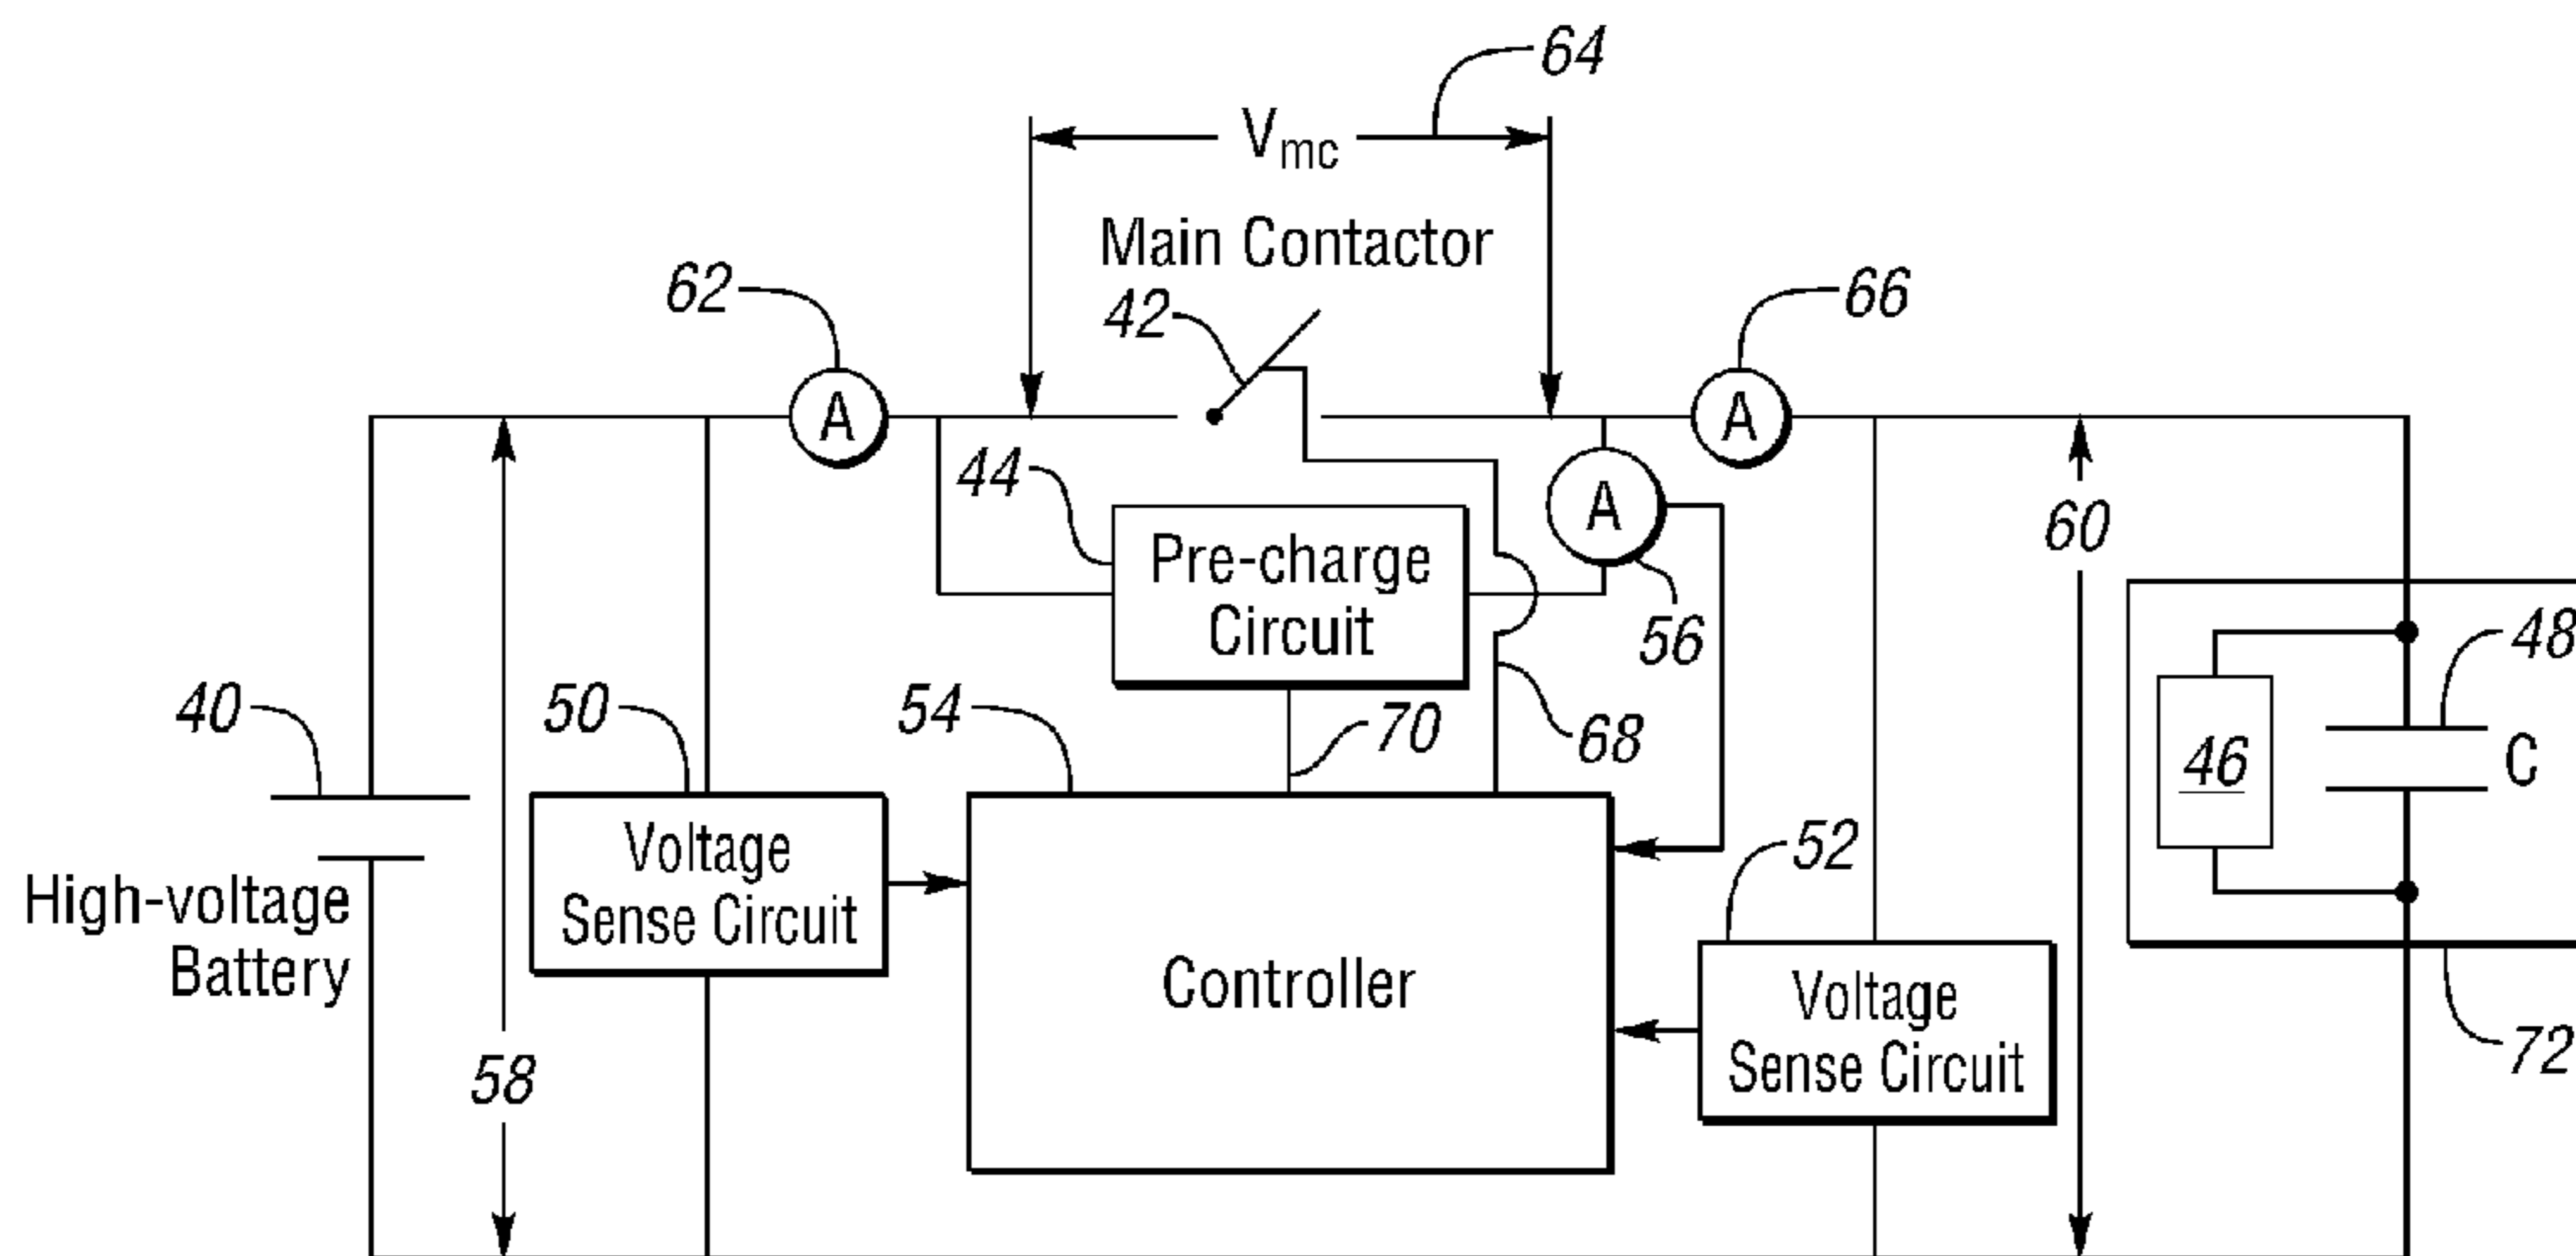 64
Vmc
Main Contactor
62
42
66
A
A
44
A
60
Pre-charge
Circuit
56
48
40
50
54
70
68
46
C
Voltage
Sense Circuit
52
High-voltage
Battery
Controller
Voltage
Sense Circuit
58
72